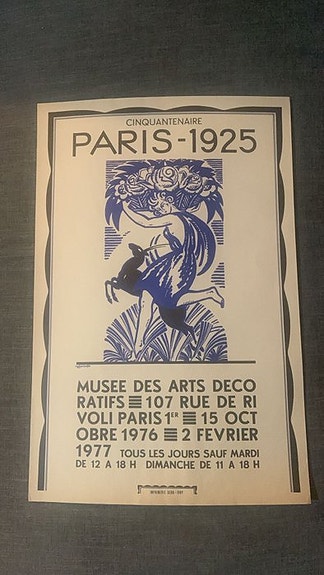 CINQUANTENAIRE
PARIS-1925
MUSEE DES ARTS DECO
RATIFS ≡ 107 RUE DE RI
VOLI PARIS 1ER ≡ 15 OCT
OBRE 1976 ≡ 2 FEVRIER
1977 TOUS LES JOURS SAUF MARDI
DE 12 A 18 H DIMANCHE DE 11 A 18 H